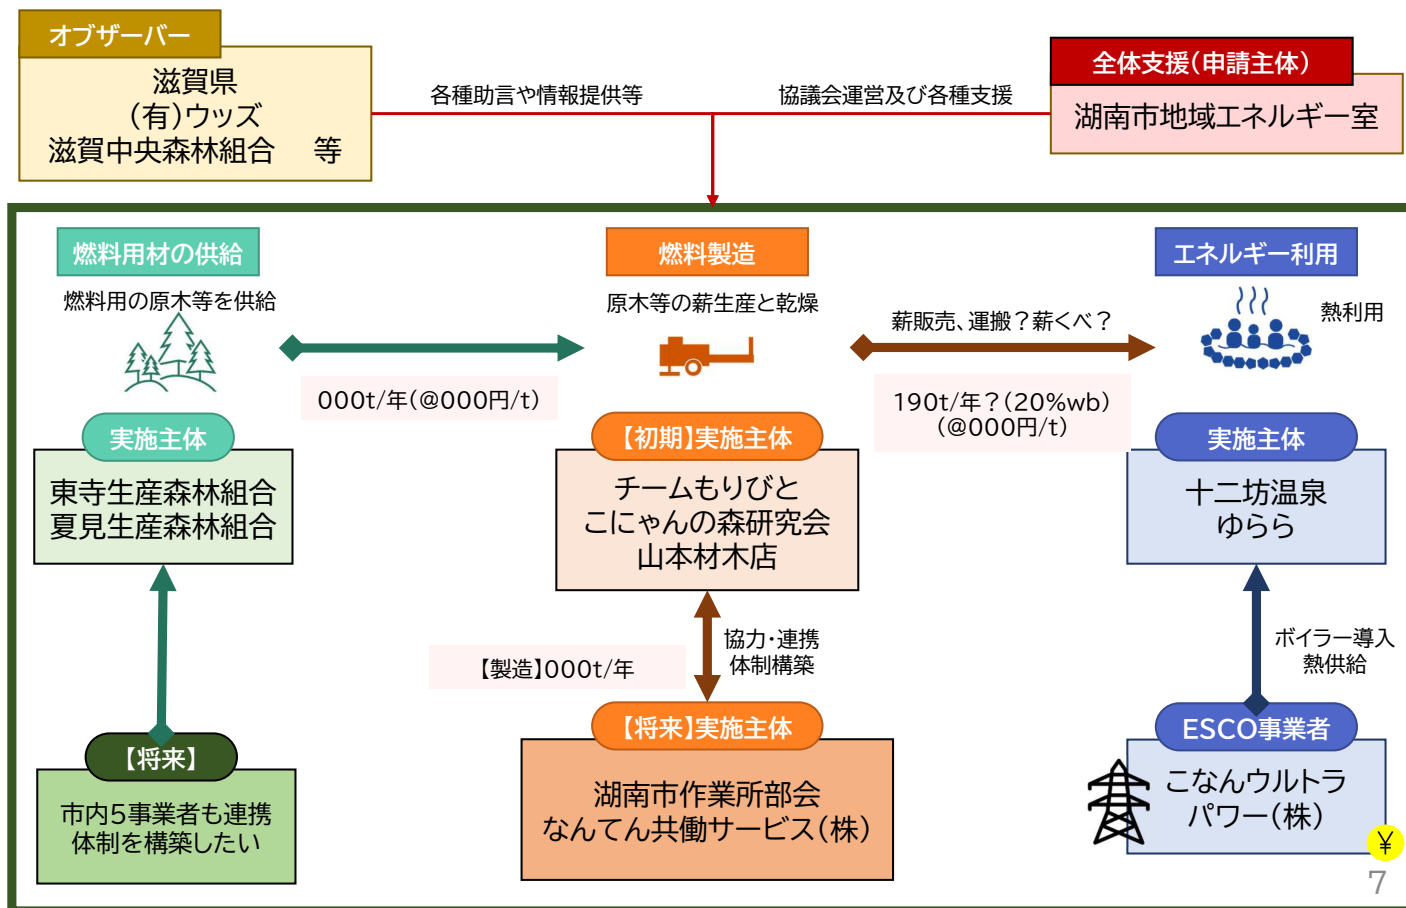 オブザーバー
滋賀県
(有)ウッズ
滋賀中央森林組合　等
各種助言や情報提供等
協議会運営及び各種支援
全体支援(申請主体)
湖南市地域エネルギー室
燃料用材の供給
燃料用の原木等を供給
000t/年(@000円/t)
実施主体
東寺生産森林組合
夏見生産森林組合
【将来】
市内5事業者も連携
体制を構築したい
燃料製造
原木等の薪生産と乾燥
【初期】実施主体
チームもりびと
こにゃんの森研究会
山本材木店
協力・連携
体制構築
【製造】000t/年
【将来】実施主体
湖南市作業所部会
なんてん共働サービス(株)
薪販売、運搬？薪くべ？
190t/年？(20%wb)
(@000円/t)
エネルギー利用
熱利用
実施主体
十二坊温泉
ゆらら
ボイラー導入
熱供給
ESCO事業者
こなんウルトラ
パワー(株)
¥
7